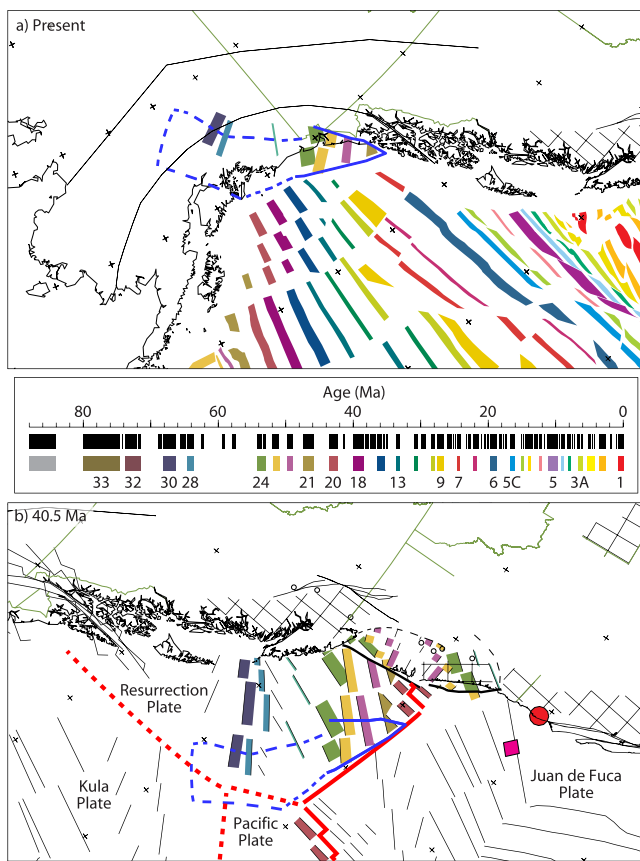 a) Present
Age (Ma)
80 60 40 20 0
33 32 30 28 24 21 20 18 13 9 7 6 5C 5 3A 1
b) 40.5 Ma
Resurrection
Plate
Kula
Plate
Pacific
Plate
Juan de Fuca
Plate